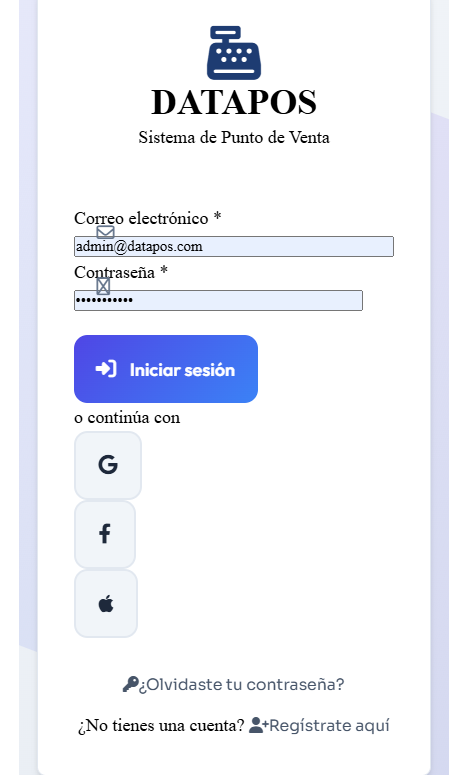 DATAPOS
Sistema de Punto de Venta
Correo electrónico *
admin@datapos.com
Contraseña *
•••••••••••
Iniciar sesión
o continúa con
¿Olvidaste tu contraseña?
¿No tienes una cuenta? Regístrate aquí